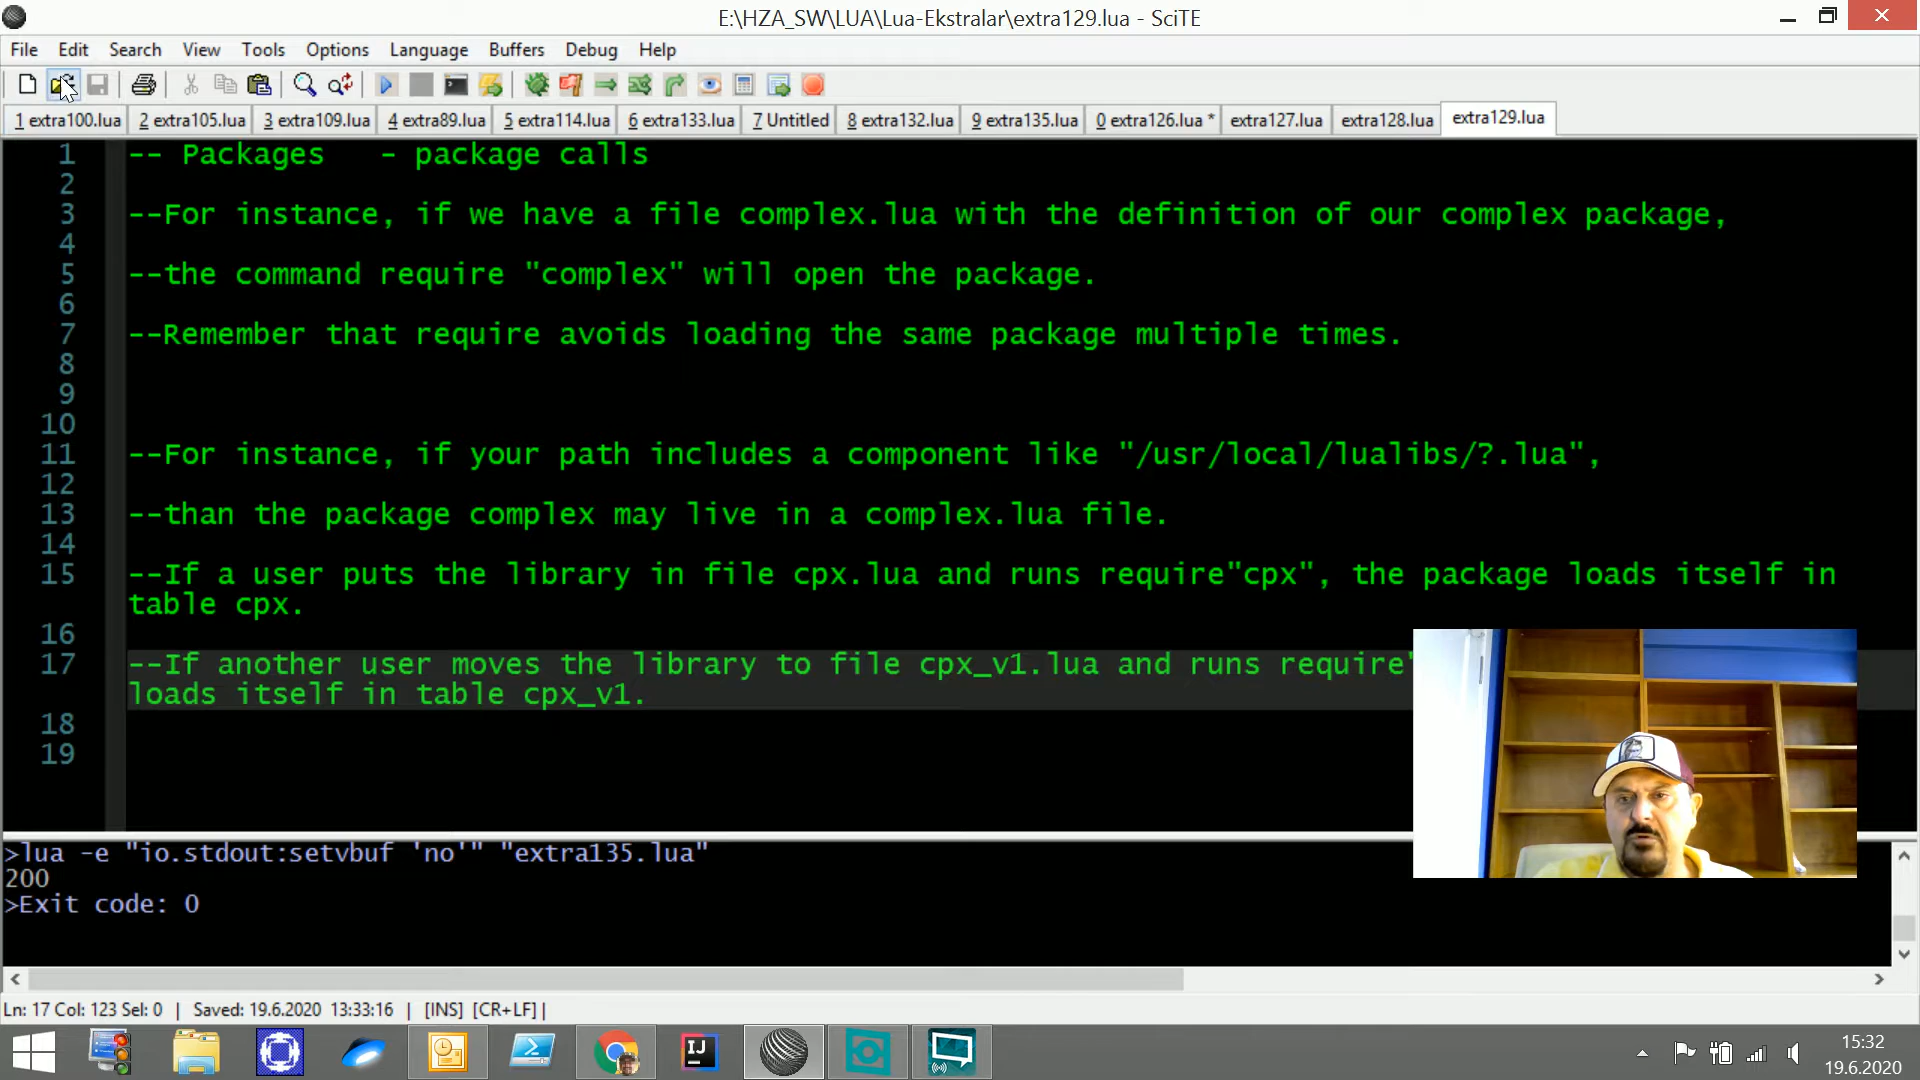 E:\HZA_SW\LUA\Lua-Ekstralar\extra129.lua - SciTE
File Edit Search View Tools Options Language Buffers Debug Help
1 extra100.lua 2 extra105.lua 3 extra109.lua 4 extra89.lua 5 extra114.lua 6 extra133.lua 7 Untitled 8 extra132.lua 9 extra135.lua 0 extra126.lua * extra127.lua extra128.lua extra129.lua
1 -- Packages - package calls
2
3 --For instance, if we have a file complex.lua with the definition of our complex package,
4
5 --the command require "complex" will open the package.
6
7 --Remember that require avoids loading the same package multiple times.
8
9
10
11 --For instance, if your path includes a component like "/usr/local/lualibs/?.lua",
12
13 --than the package complex may live in a complex.lua file.
14
15 --If a user puts the library in file cpx.lua and runs require"cpx", the package loads itself in
table cpx.
16
17 --If another user moves the library to file cpx_v1.lua and runs require"
loads itself in table cpx_v1.
18
19
>lua -e "io.stdout:setvbuf 'no'" "extra135.lua"
200
>Exit code: 0
Ln: 17 Col: 123 Sel: 0 | Saved: 19.6.2020 13:33:16 | [INS] [CR+LF] |
IJ
15:32
19.6.2020